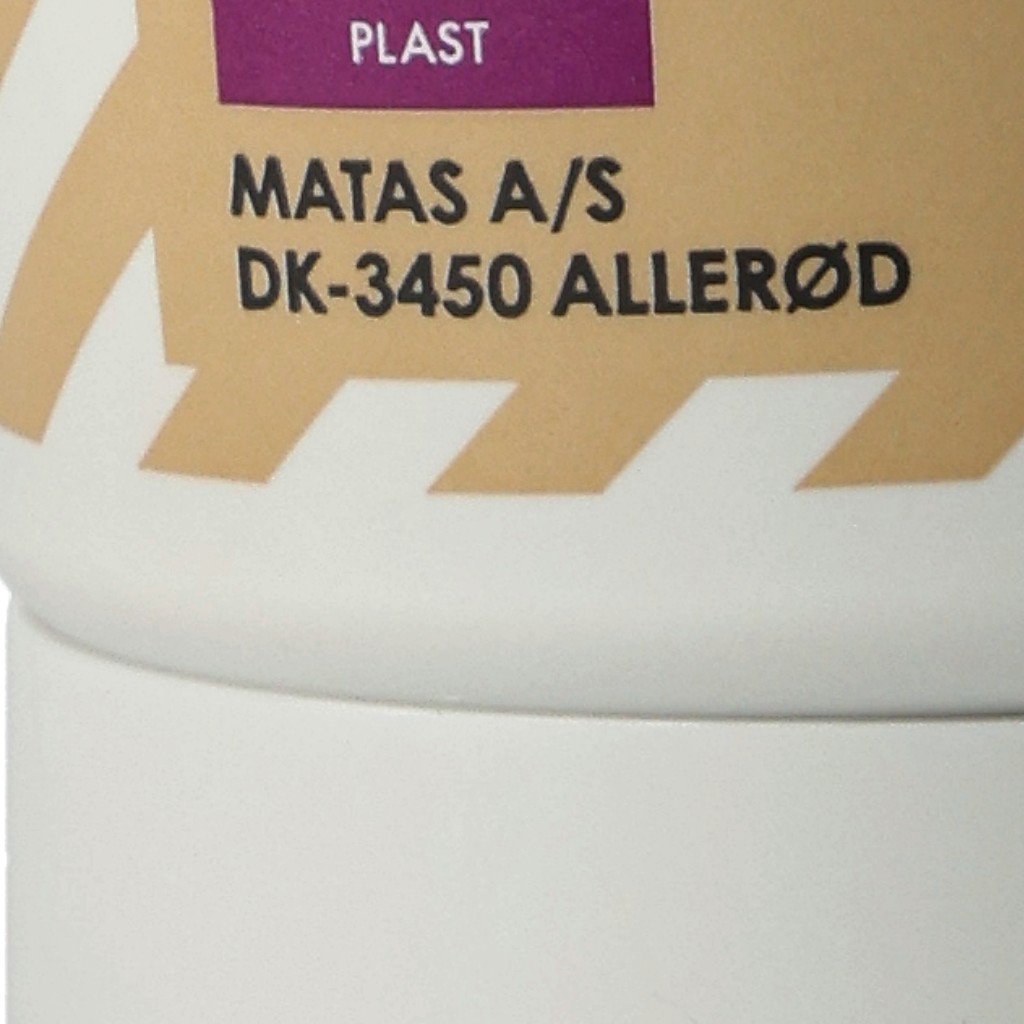 PLAST
MATAS A/S
DK-3450 ALLERØD